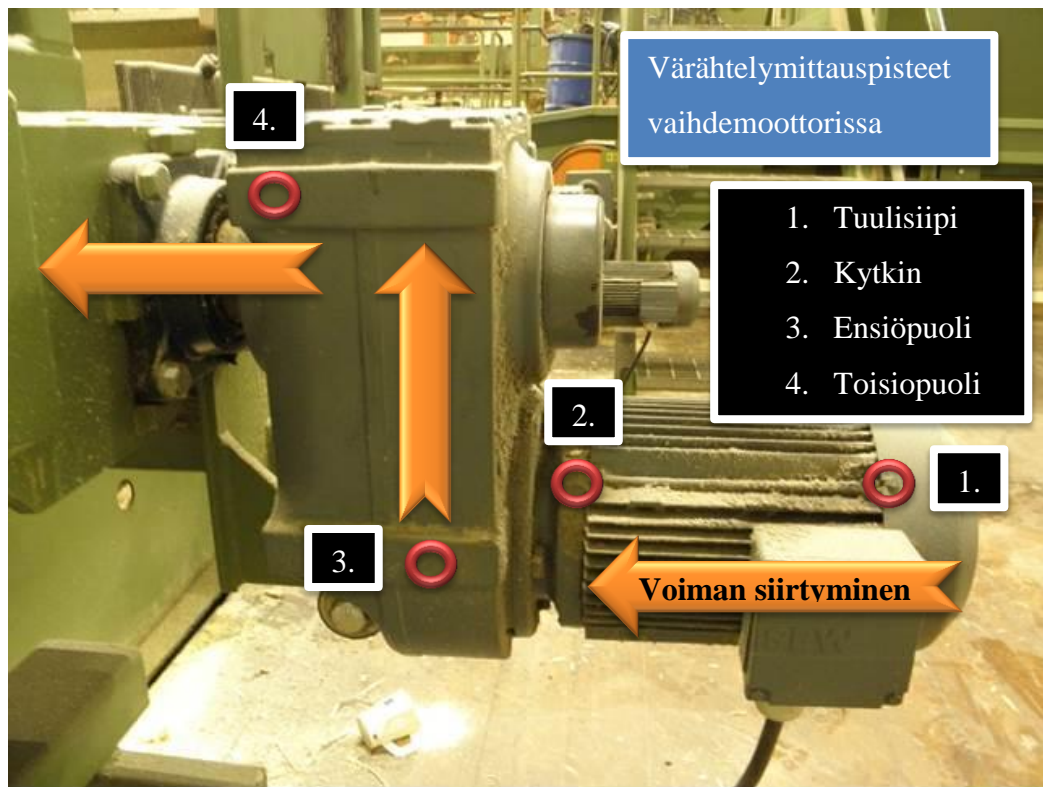 Värähtelymittauspisteet
vaihdemoottorissa
4.
1. Tuulisiipi
2. Kytkin
3. Ensiöpuoli
4. Toisiopuoli
2.
1.
3.
Voiman siirtyminen